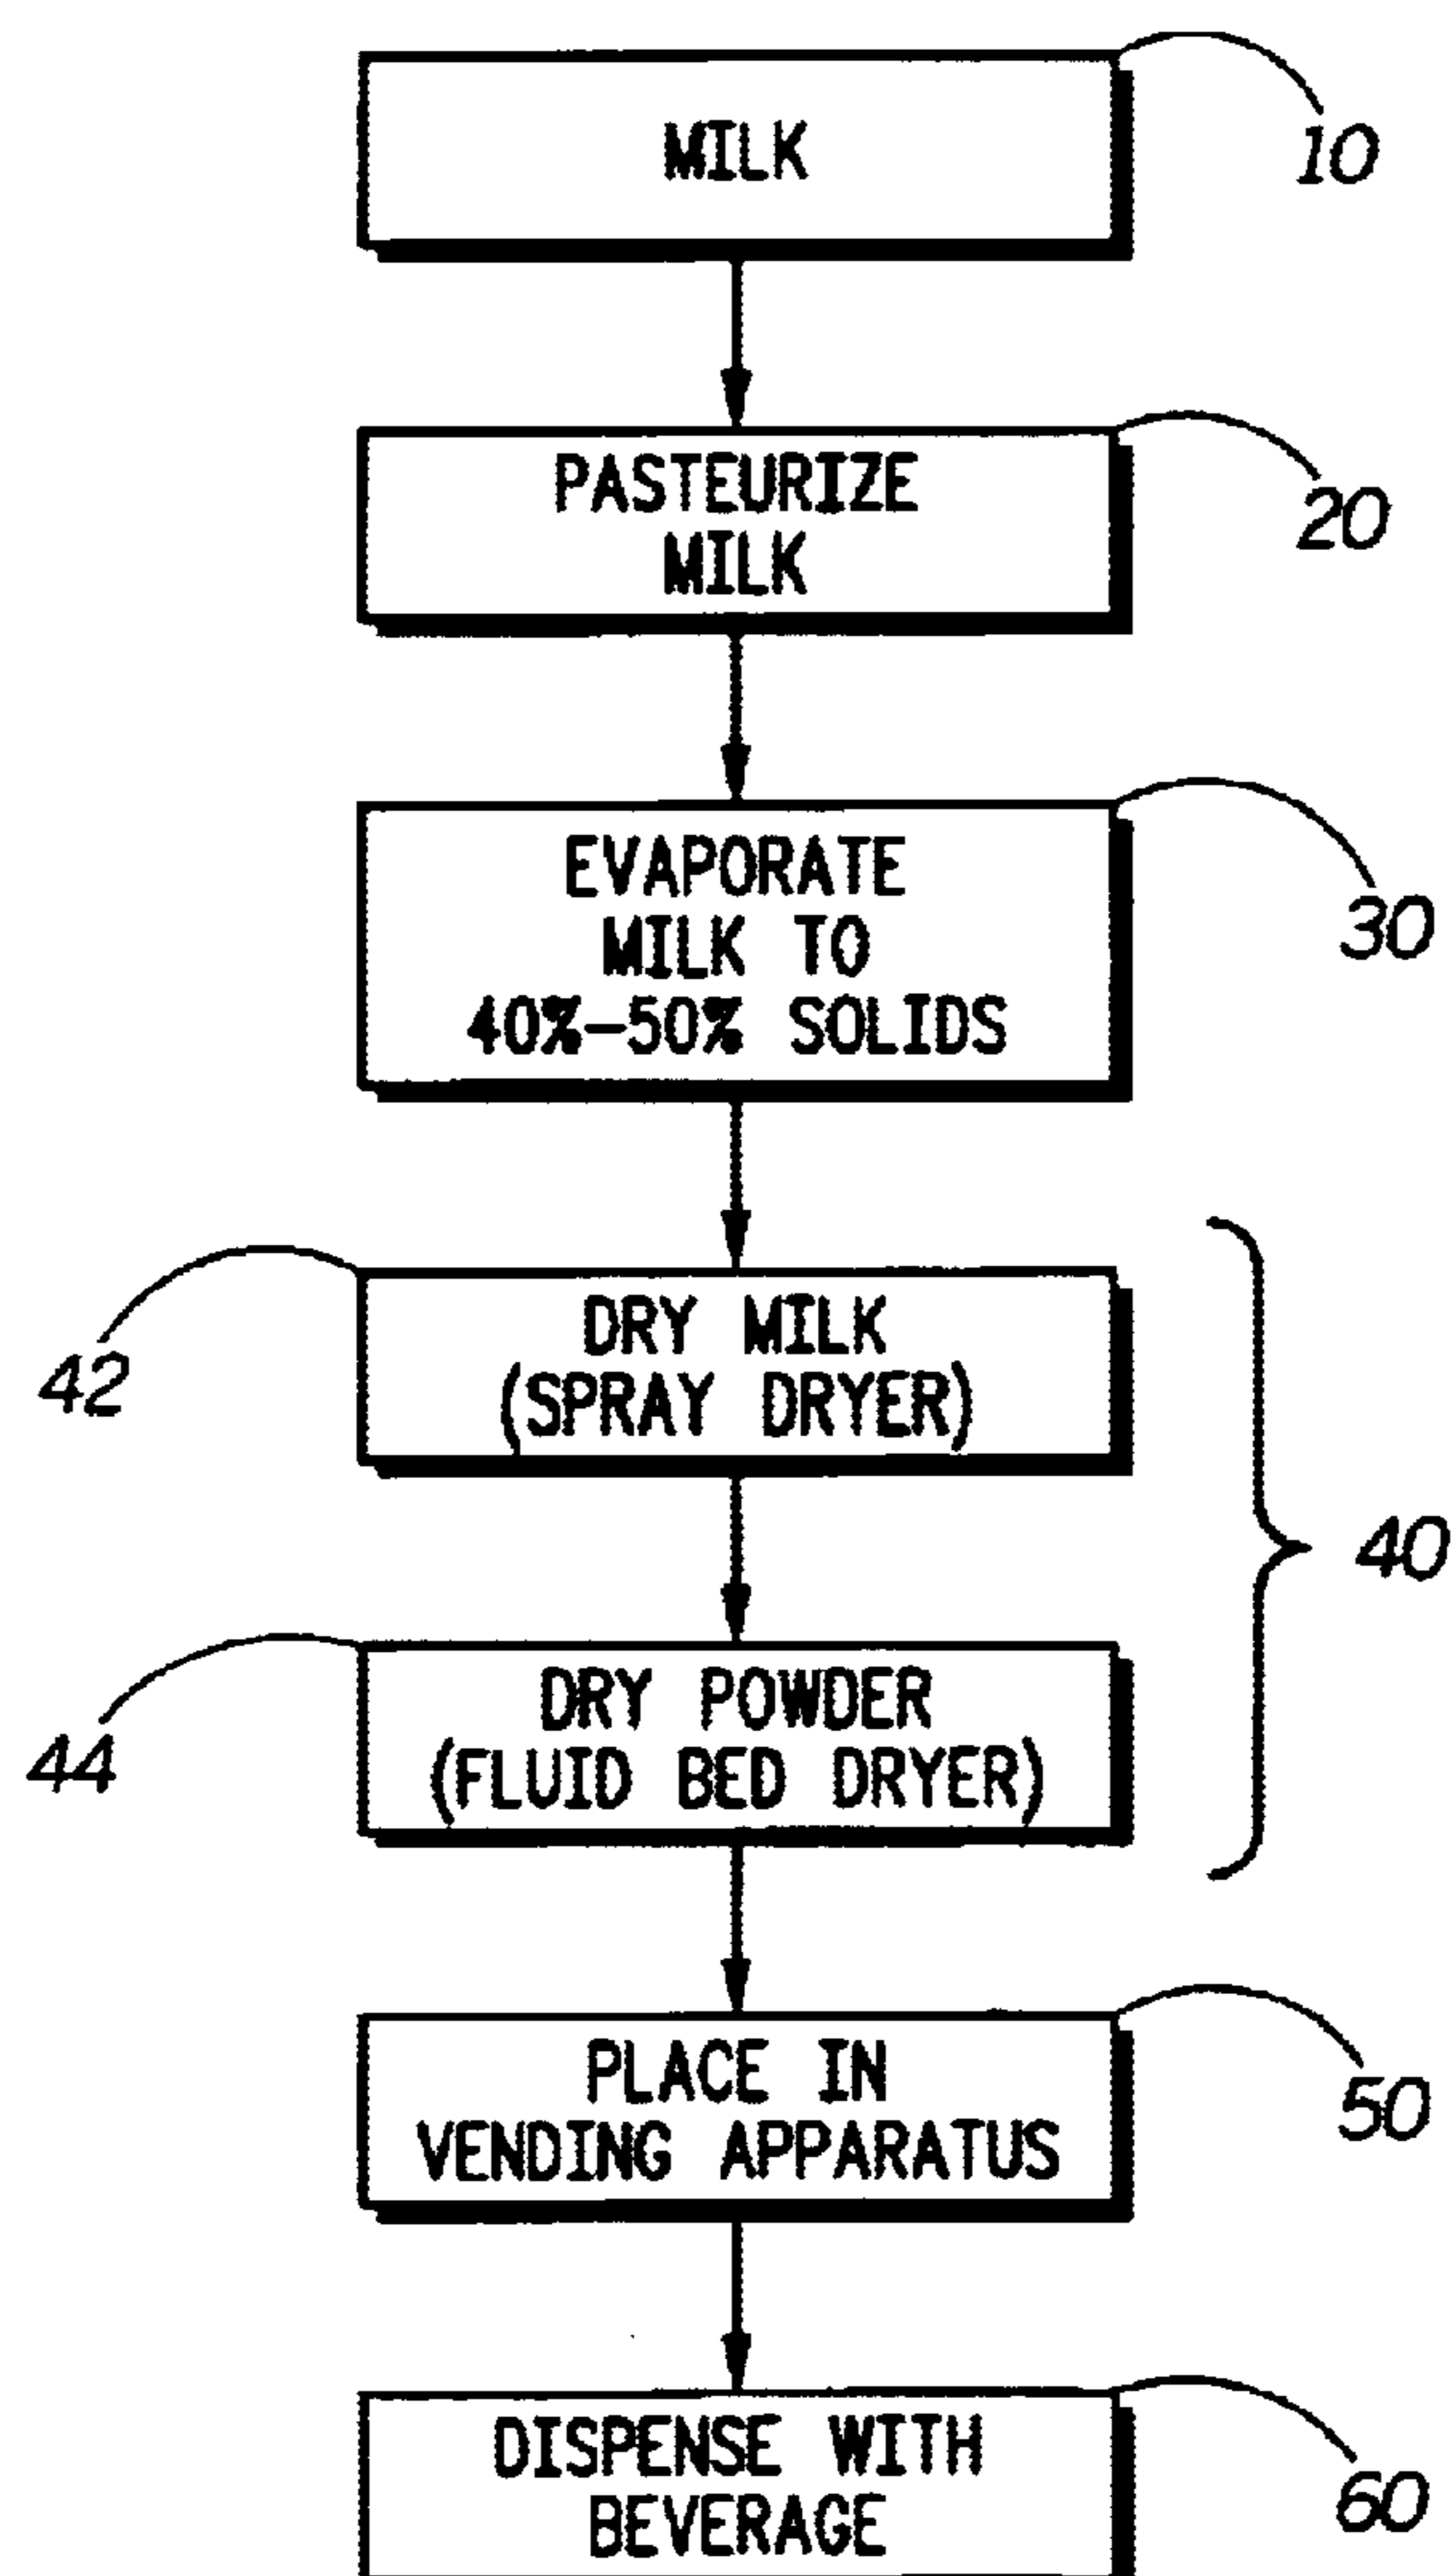 MILK
10
PASTEURIZE
MILK
20
EVAPORATE
MILK TO
40%-50% SOLIDS
30
DRY MILK
(SPRAY DRYER)
42
40
DRY POWDER
(FLUID BED DRYER)
44
PLACE IN
VENDING APPARATUS
50
DISPENSE WITH
BEVERAGE
60